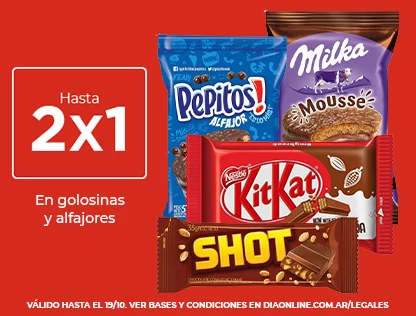 Hasta
2x1
En golosinas
y alfajores
Pepitos!
ALFAJOR
Milka
Mousse
Nestlé
KitKat
35g
SHOT
VÁLIDO HASTA EL 19/10. VER BASES Y CONDICIONES EN DIAONLINE.COM.AR/LEGALES